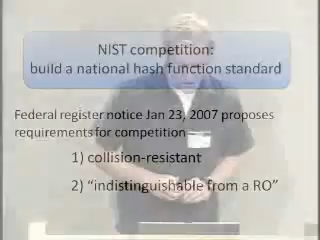 NIST competition:
build a national hash function standard
Federal register notice Jan 23, 2007 proposes
requirements for competition
1) collision-resistant
2) “indistinguishable from a RO”